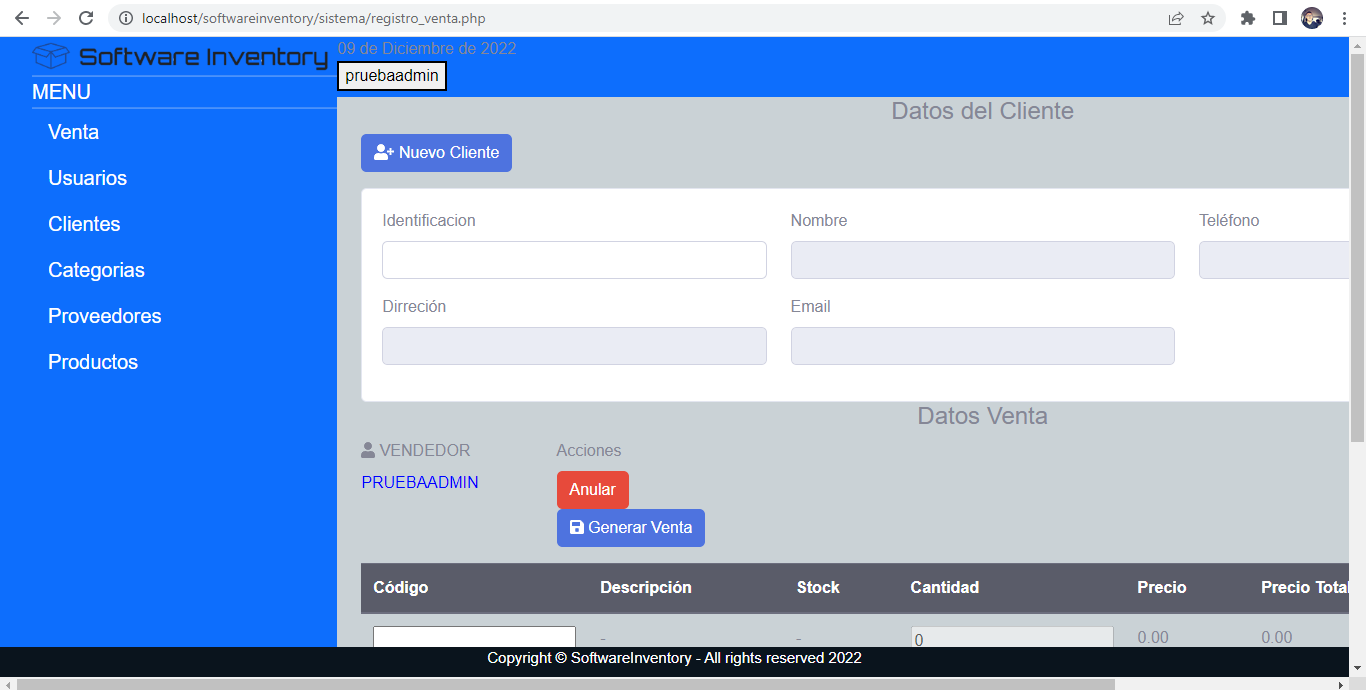 localhost/softwareinventory/sistema/registro_venta.php
Software Inventory
09 de Diciembre de 2022
pruebaadmin
MENU
Venta
Usuarios
Clientes
Categorias
Proveedores
Productos
Datos del Cliente
Nuevo Cliente
Identificacion Nombre Teléfono
Dirreción Email
Datos Venta
VENDEDOR Acciones
PRUEBAADMIN
Anular
Generar Venta
Código Descripción Stock Cantidad Precio Precio Total
- - 0 0.00 0.00
Copyright © SoftwareInventory - All rights reserved 2022